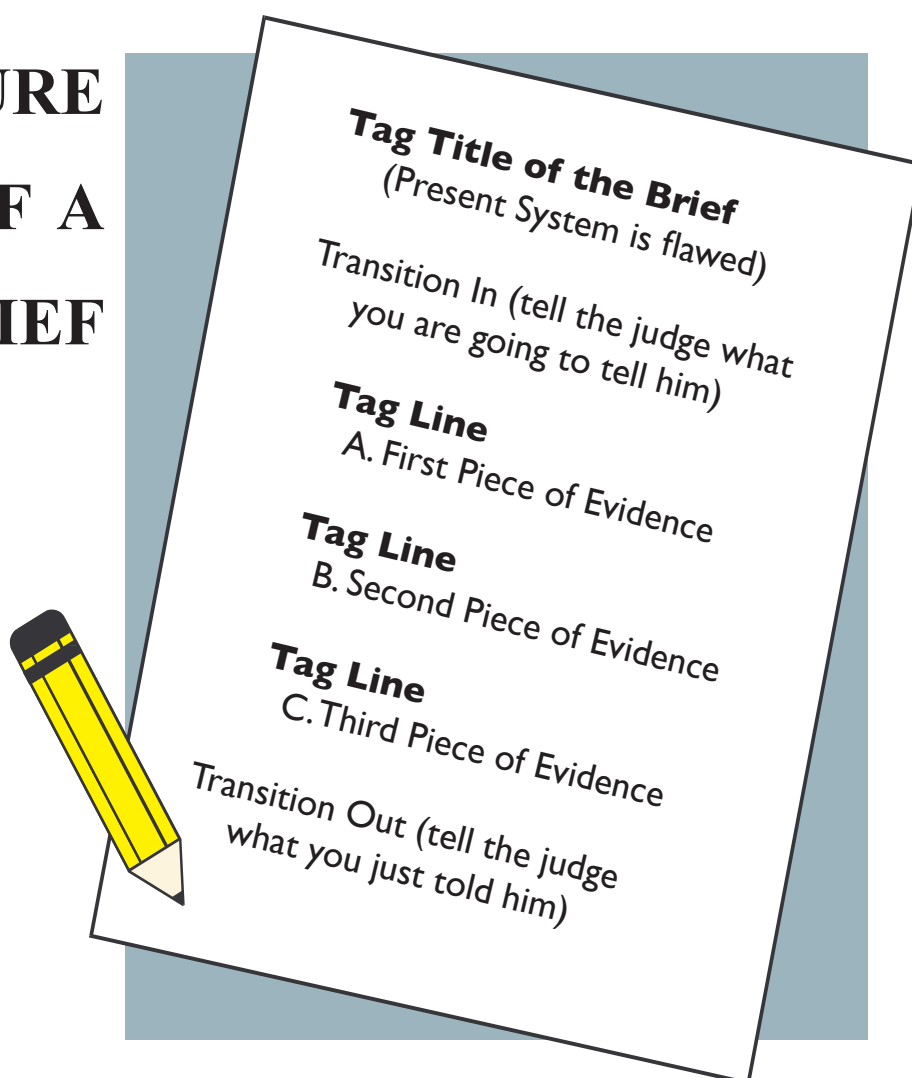 URE
F A
IEF
Tag Title of the Brief
(Present System is flawed)
Transition In (tell the judge what
you are going to tell him)
Tag Line
A. First Piece of Evidence
Tag Line
B. Second Piece of Evidence
Tag Line
C. Third Piece of Evidence
Transition Out (tell the judge
what you just told him)